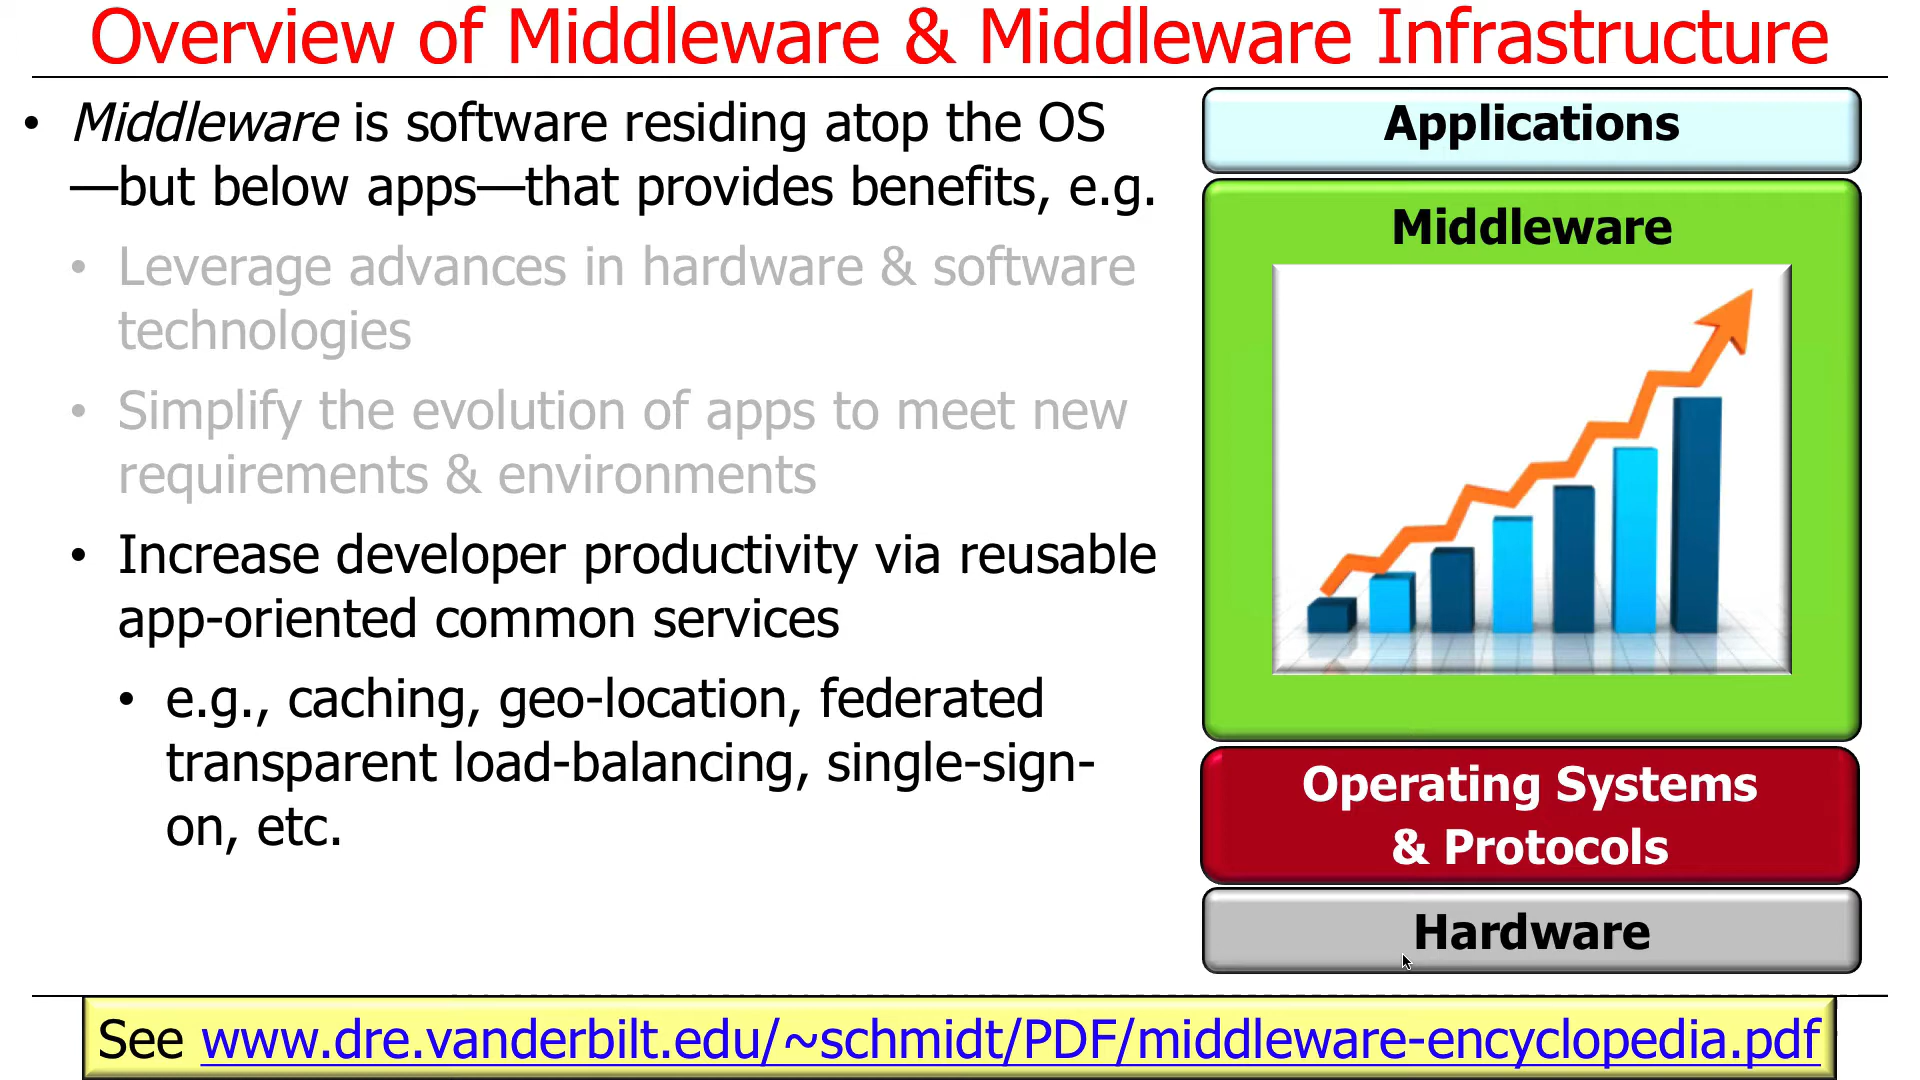 Overview of Middleware & Middleware Infrastructure
• Middleware is software residing atop the OS
—but below apps—that provides benefits, e.g.
• Leverage advances in hardware & software
technologies
• Simplify the evolution of apps to meet new
requirements & environments
• Increase developer productivity via reusable
app-oriented common services
• e.g., caching, geo-location, federated
transparent load-balancing, single-sign-
on, etc.
Applications
Middleware
Operating Systems
& Protocols
Hardware
See www.dre.vanderbilt.edu/~schmidt/PDF/middleware-encyclopedia.pdf